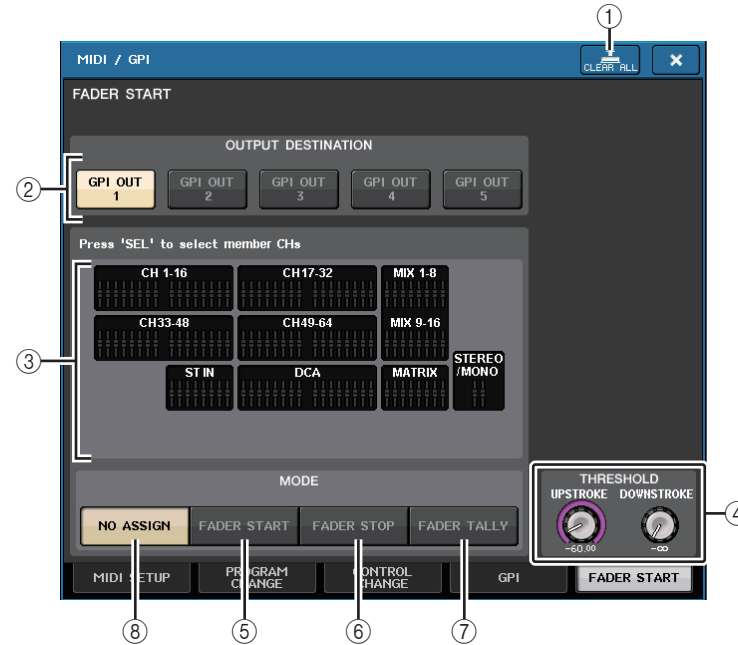 ①
MIDI / GPI
CLEAR ALL
×
FADER START
OUTPUT DESTINATION
②
GPI OUT 1
GPI OUT 2
GPI OUT 3
GPI OUT 4
GPI OUT 5
Press 'SEL' to select member CHs
③
CH 1-16
CH17-32
MIX 1-8
CH33-48
CH49-64
MIX 9-16
ST IN
DCA
MATRIX
STEREO /MONO
MODE
NO ASSIGN
FADER START
FADER STOP
FADER TALLY
THRESHOLD
UPSTROKE
DOWNSTROKE
-60.00
-∞
④
MIDI SETUP
PROGRAM CHANGE
CONTROL CHANGE
GPI
FADER START
⑧
⑤
⑥
⑦